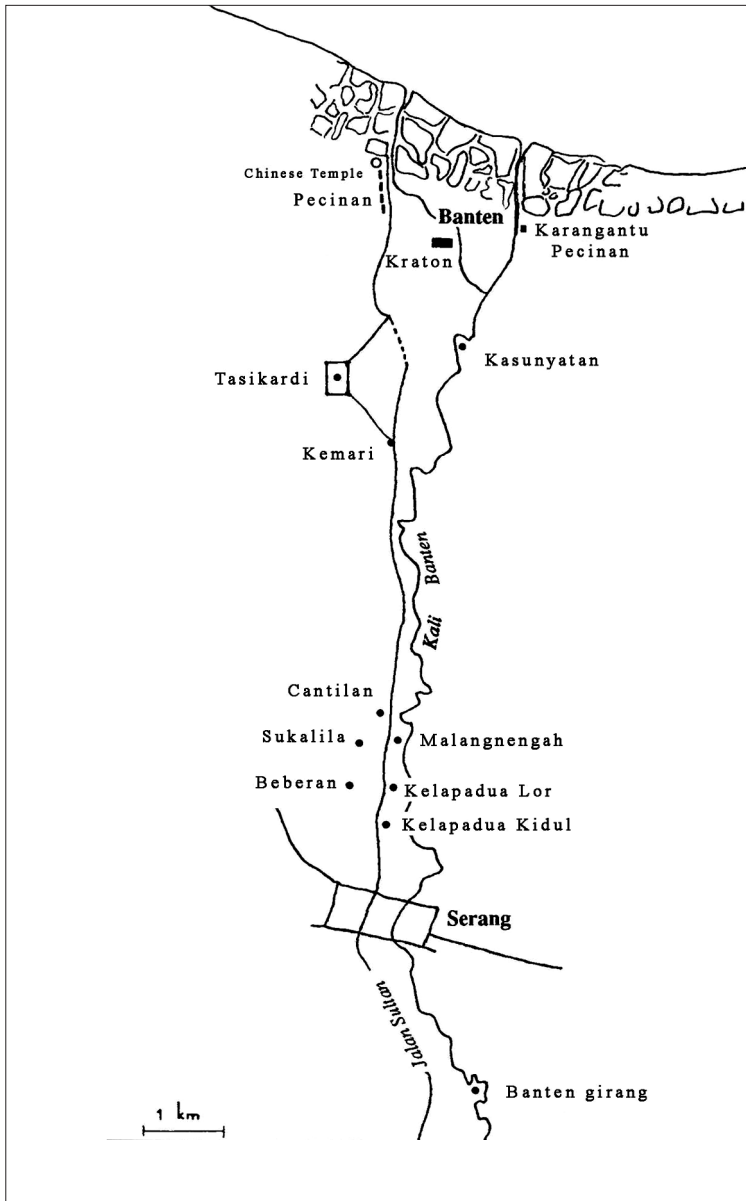 Chinese Temple
Pecinan
Banten
Kraton
Karangantu
Pecinan
Kasunyatan
Tasikardi
Kemari
Kali Banten
Cantilan
Sukalila
Malangnengah
Beberan
Kelapadua Lor
Kelapadua Kidul
Serang
Jalan Sultan
Banten girang
1 km